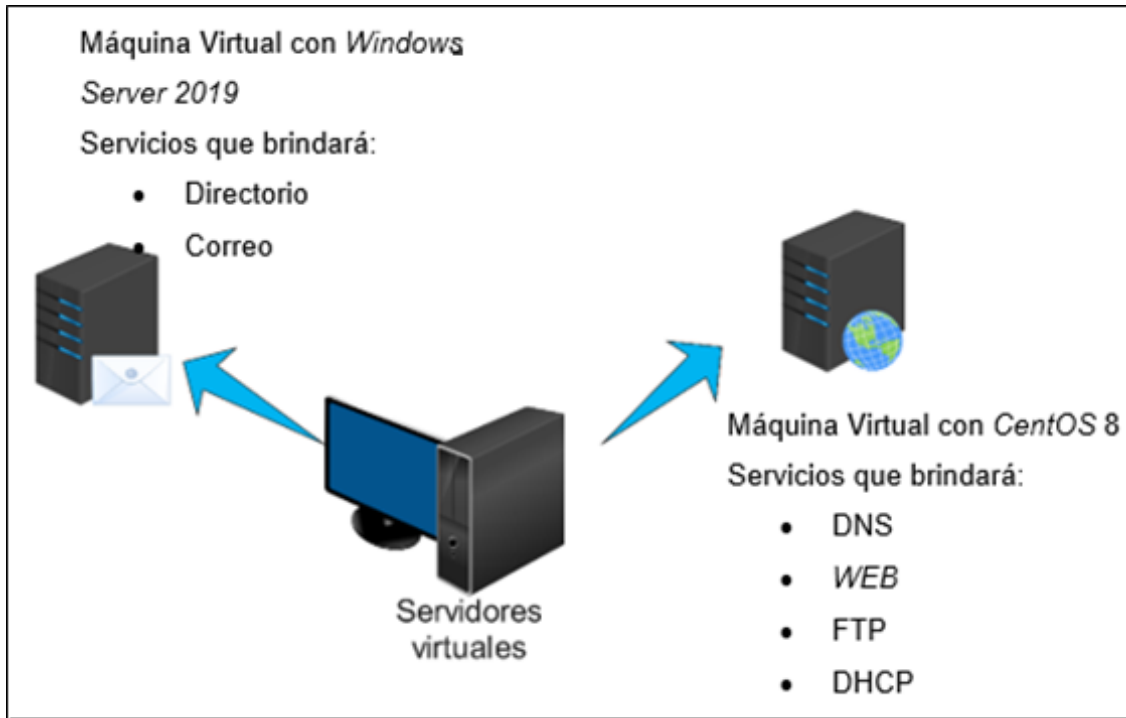 Máquina Virtual con Windows
Server 2019
Servicios que brindará:
• Directorio
• Correo
Servidores
virtuales
Máquina Virtual con CentOS 8
Servicios que brindará:
• DNS
• WEB
• FTP
• DHCP